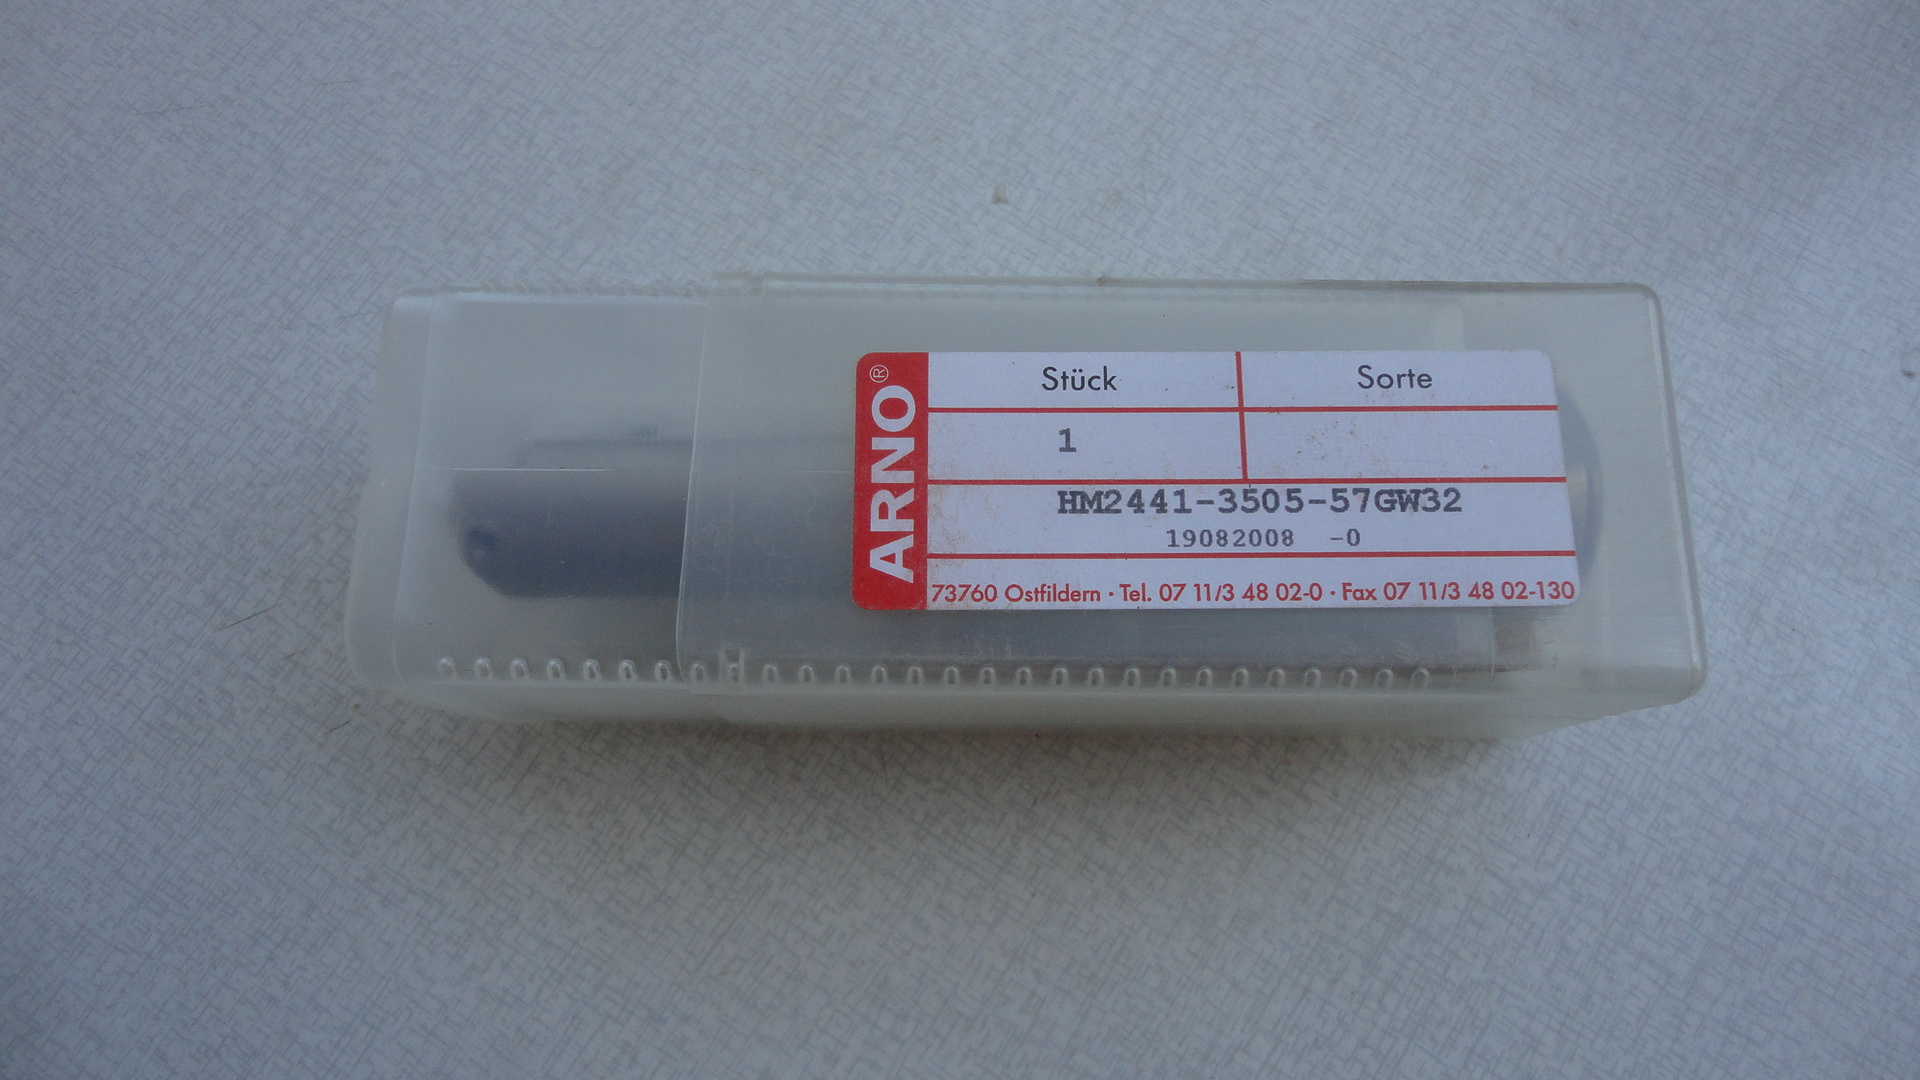 ARNO®
Stück Sorte
1
HM2441-3505-57GW32
19082008 -0
73760 Ostfildern · Tel. 07 11/3 48 02-0 · Fax 07 11/3 48 02-130